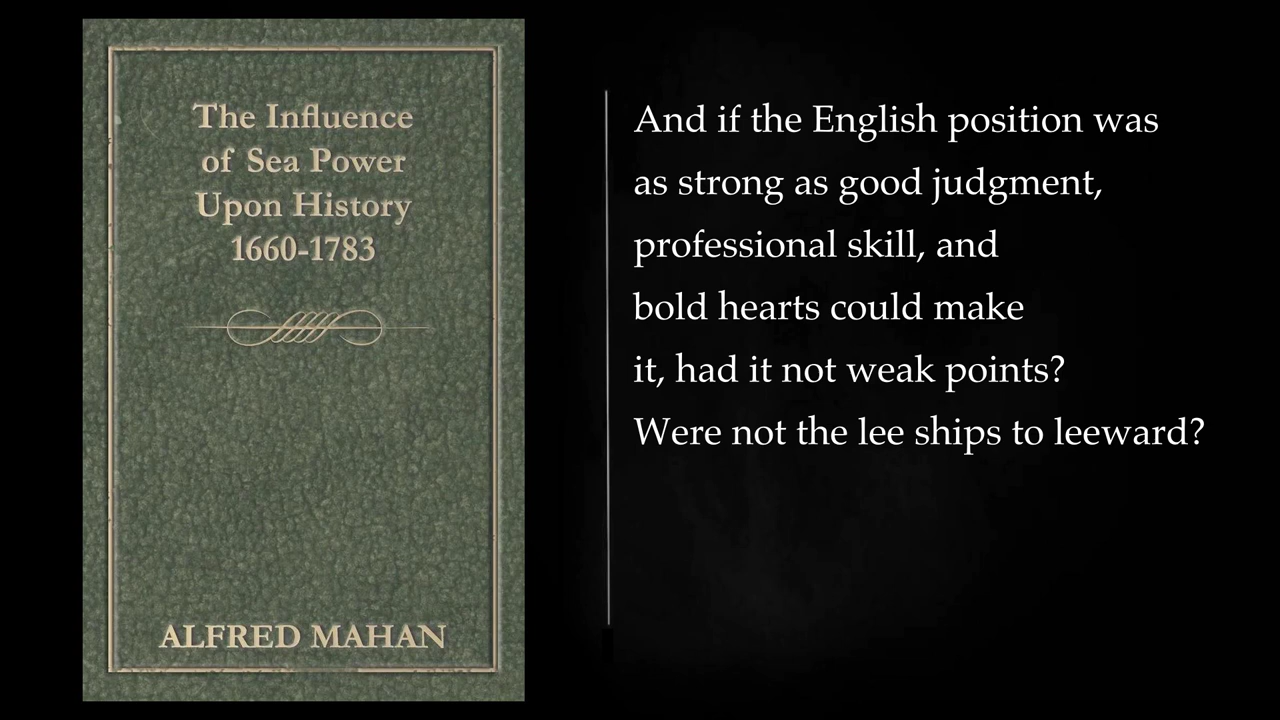 The Influence
of Sea Power
Upon History
1660-1783
ALFRED MAHAN
And if the English position was
as strong as good judgment,
professional skill, and
bold hearts could make
it, had it not weak points?
Were not the lee ships to leeward?